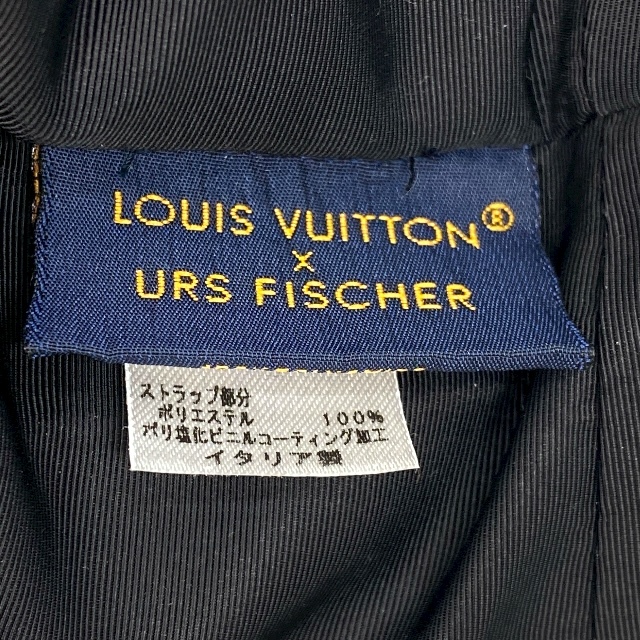 LOUIS VUITTON®
×
URS FISCHER
ストラップ部分
ポリエステル 100%
ポリ塩化ビニルコーティング加工
イタリア製